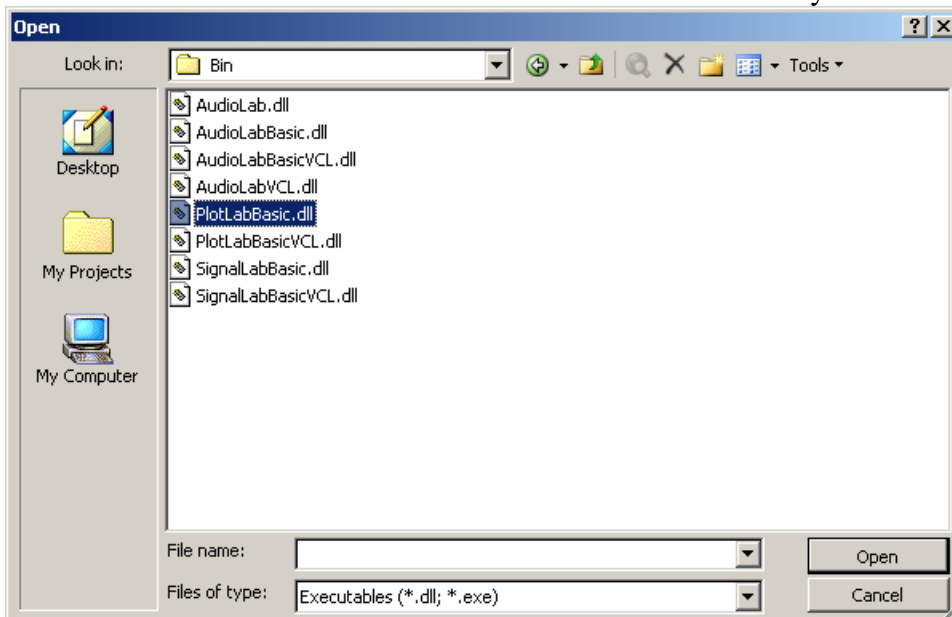 Open
Look in:
Bin
Tools
AudioLab.dll
AudioLabBasic.dll
AudioLabBasicVCL.dll
AudioLabVCL.dll
PlotLabBasic.dll
PlotLabBasicVCL.dll
SignalLabBasic.dll
SignalLabBasicVCL.dll
Desktop
My Projects
My Computer
File name:
Open
Files of type:
Executables (*.dll; *.exe)
Cancel